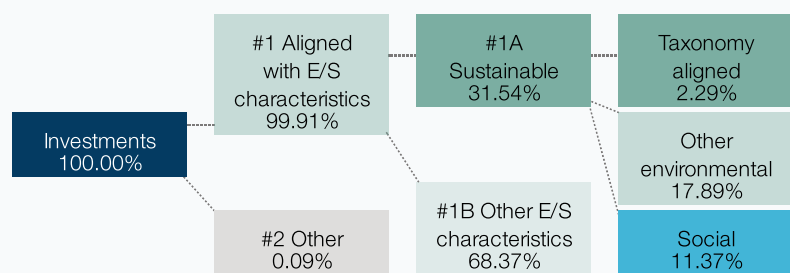 Investments
100.00%
#1 Aligned
with E/S
characteristics
99.91%
#2 Other
0.09%
#1A
Sustainable
31.54%
#1B Other E/S
characteristics
68.37%
Taxonomy
aligned
2.29%
Other
environmental
17.89%
Social
11.37%